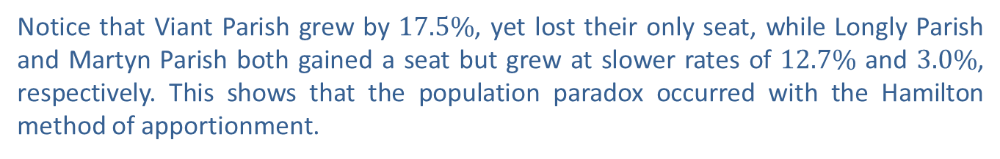 Notice that Viant Parish grew by 17.5%, yet lost their only seat, while Longly Parish
and Martyn Parish both gained a seat but grew at slower rates of 12.7% and 3.0%,
respectively. This shows that the population paradox occurred with the Hamilton
method of apportionment.